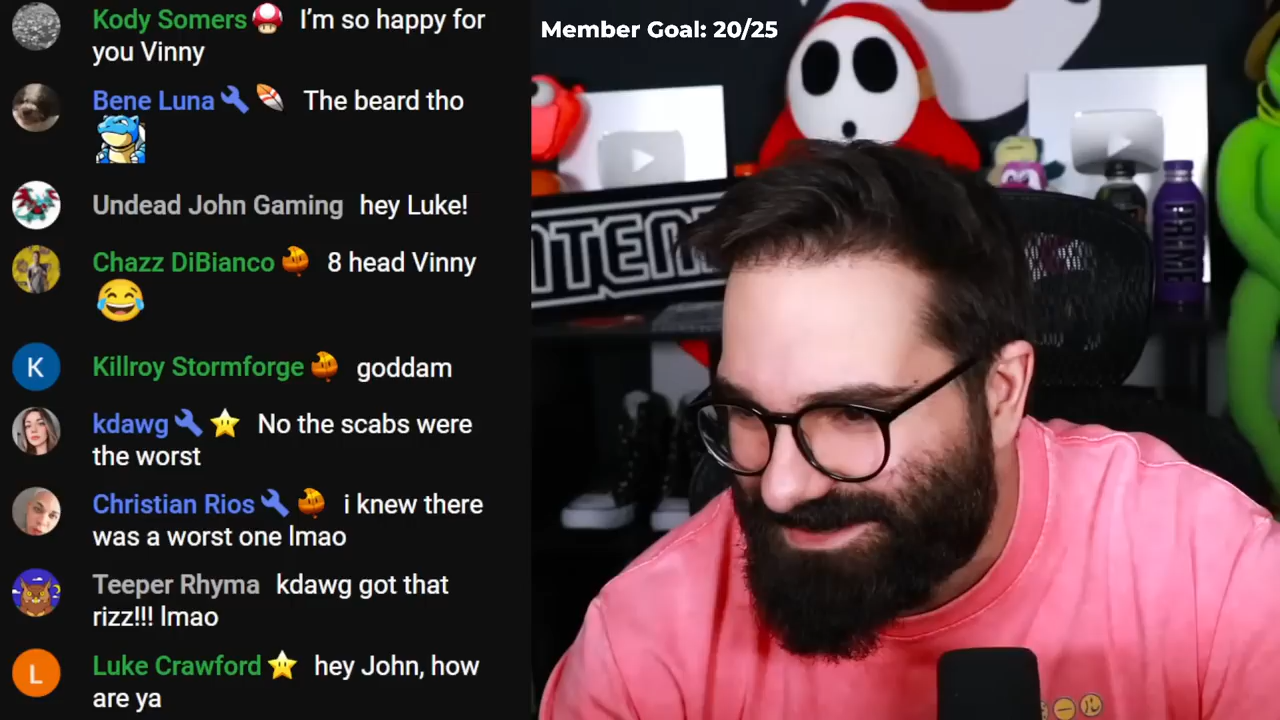 Kody Somers I’m so happy for
you Vinny
Bene Luna The beard tho
Undead John Gaming hey Luke!
Chazz DiBianco 8 head Vinny
K
Killroy Stormforge goddam
kdawg No the scabs were
the worst
Christian Rios i knew there
was a worst one lmao
Teeper Rhyma kdawg got that
rizz!!! lmao
L
Luke Crawford hey John, how
are ya
Member Goal: 20/25
NTEN
PRIME